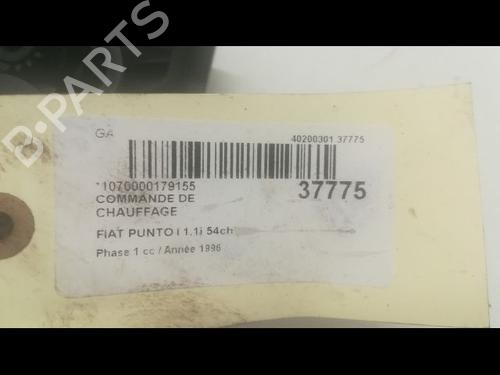 B-PARTS
GA
40200301 37775
*1070000179155
37775
COMMANDE DE
CHAUFFAGE
FIAT PUNTO I 1.1i 54ch
Phase 1 cc / Année 1996